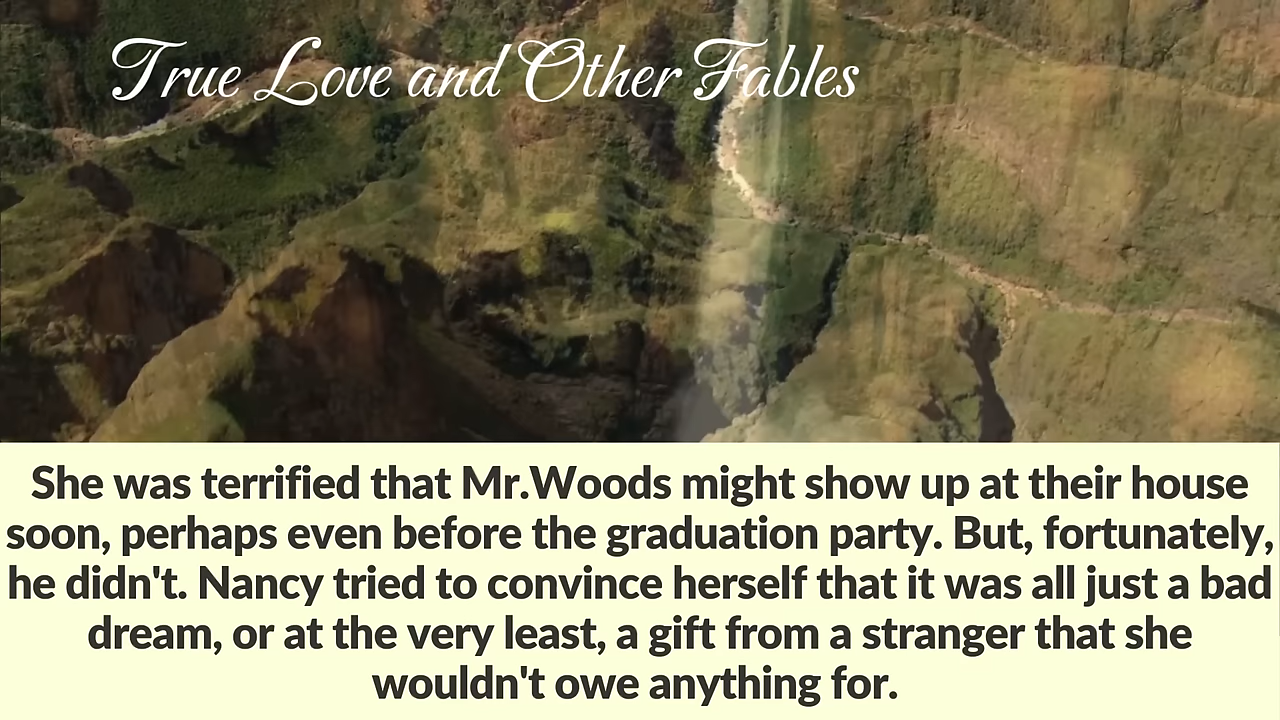 True Love and Other Fables
She was terrified that Mr.Woods might show up at their house
soon, perhaps even before the graduation party. But, fortunately,
he didn't. Nancy tried to convince herself that it was all just a bad
dream, or at the very least, a gift from a stranger that she
wouldn't owe anything for.